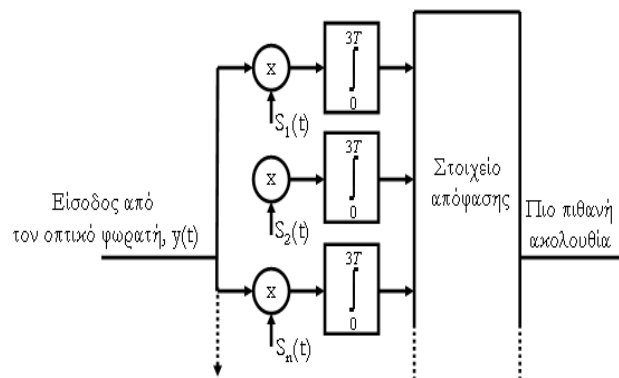 3T
x
∫
0
S1(t)
3T
x
∫
0
S2(t)
Στοιχείο
απόφασης
Είσοδος από
τον οπτικό φωρατή, y(t)
Πιο πιθανή
ακολουθία
3T
x
∫
0
Sn(t)